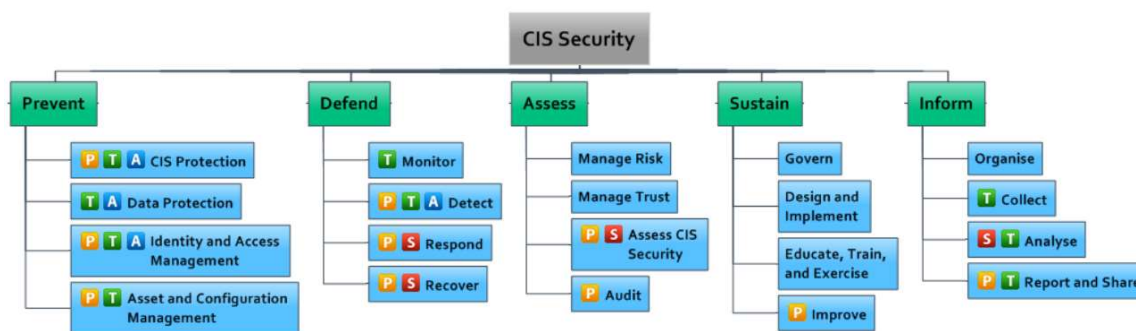 CIS Security
Prevent
P T A CIS Protection
T A Data Protection
P T A Identity and Access
Management
P T Asset and Configuration
Management
Defend
T Monitor
P T A Detect
P S Respond
P S Recover
Assess
Manage Risk
Manage Trust
P S Assess CIS
Security
P Audit
Sustain
Govern
Design and
Implement
Educate, Train,
and Exercise
P Improve
Inform
Organise
T Collect
S T Analyse
P T Report and Share